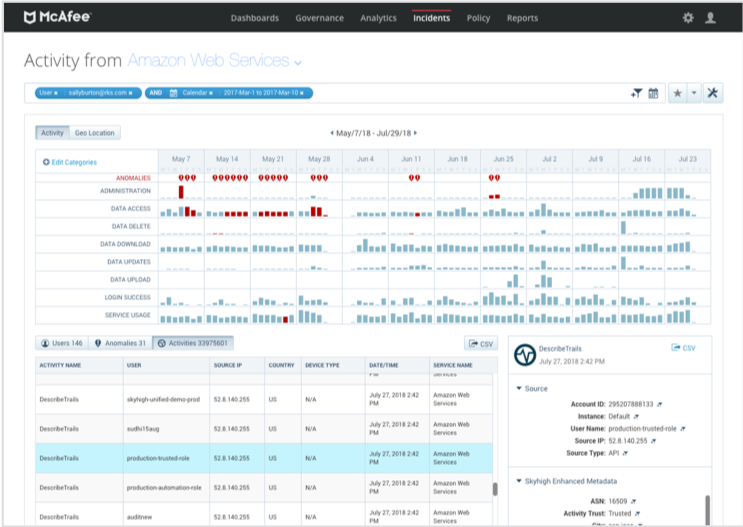 McAfee
Dashboards Governance Analytics Incidents Policy Reports
Activity from Amazon Web Services
User × : sallyburton@rks.com × AND Calendar × : 2017-Mar-1 to 2017-Mar-10 ×
Activity Geo Location
May/7/18 - Jul/29/18
Edit Categories
May 7 May 14 May 21 May 28 Jun 4 Jun 11 Jun 18 Jun 25 Jul 2 Jul 9 Jul 16 Jul 23
ANOMALIES
ADMINISTRATION
DATA ACCESS
DATA DELETE
DATA DOWNLOAD
DATA UPDATES
DATA UPLOAD
LOGIN SUCCESS
SERVICE USAGE
Users 146 Anomalies 31 Activities 33975601 CSV
ACTIVITY NAME USER SOURCE IP COUNTRY DEVICE TYPE DATE/TIME SERVICE NAME
PM Services
DescribeTrails skyhigh-unified-demo-prod 52.8.140.255 US N/A July 27, 2018 2:42 PM Amazon Web Services
DescribeTrails sudhi15aug 52.8.140.255 US N/A July 27, 2018 2:42 PM Amazon Web Services
DescribeTrails production-trusted-role 52.8.140.255 US N/A July 27, 2018 2:42 PM Amazon Web Services
DescribeTrails production-automation-role 52.8.140.255 US N/A July 27, 2018 2:42 PM Amazon Web Services
DescribeTrails auditnew 52.8.140.255 US N/A July 27, 2018 2:42 PM Amazon Web Services
DescribeTrails CSV
July 27, 2018 2:42 PM
Source
Account ID: 295207888133
Instance: Default
User Name: production-trusted-role
Source IP: 52.8.140.255
Source Type: API
Skyhigh Enhanced Metadata
ASN: 16509
Activity Trust: Trusted
City: san jose